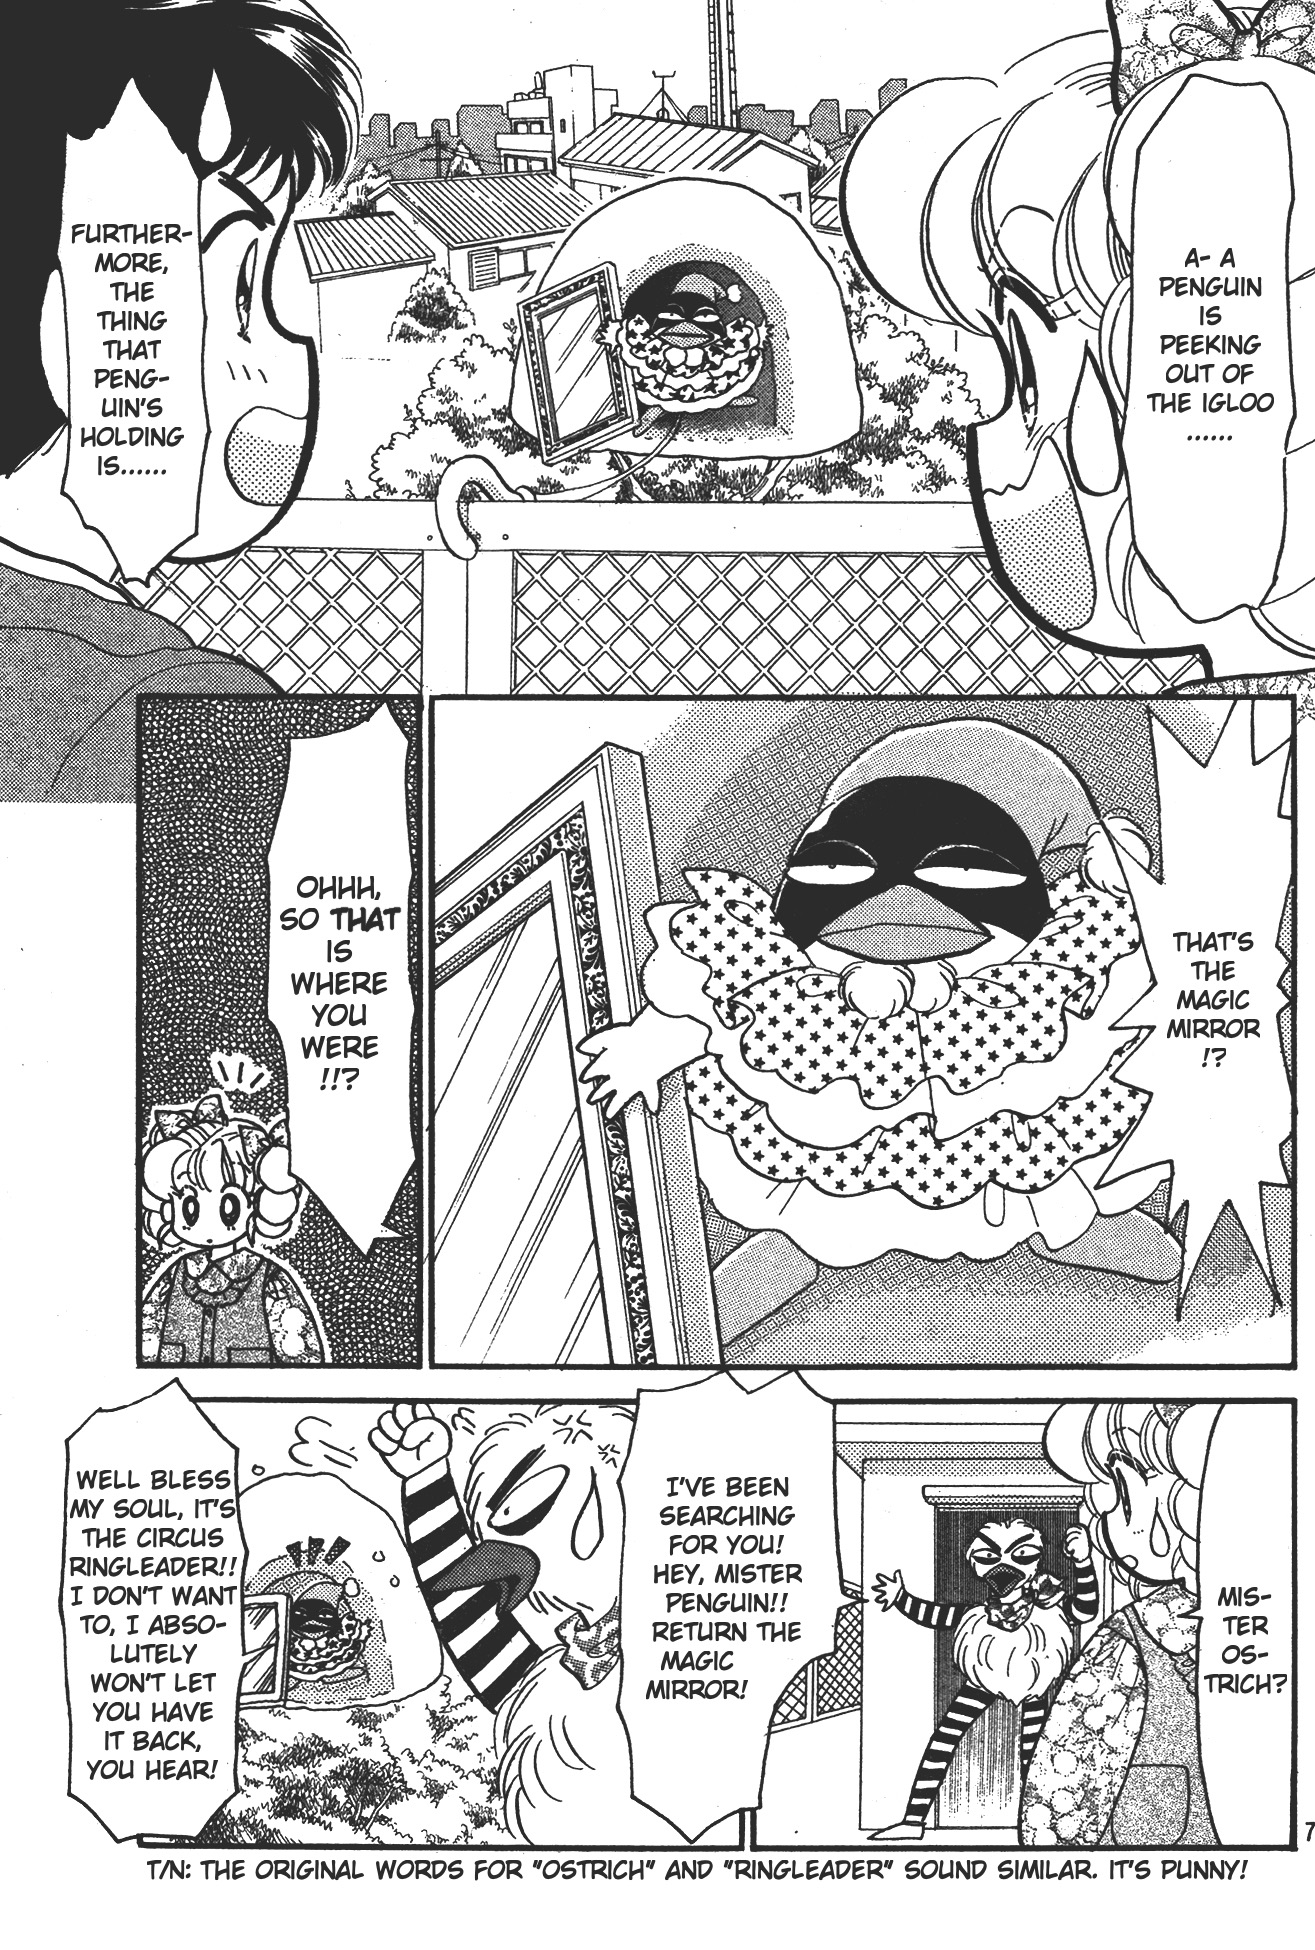 A- A
PENGUIN
IS
PEEKING
OUT OF
THE IGLOO
......
FURTHER-
MORE,
THE
THING
THAT
PENG-
UIN'S
HOLDING
IS......
THAT'S
THE
MAGIC
MIRROR
!?
OHHH,
SO THAT
IS
WHERE
YOU
WERE
!!?
MIS-
TER
OS-
TRICH?
I'VE BEEN
SEARCHING
FOR YOU!
HEY, MISTER
PENGUIN!!
RETURN THE
MAGIC
MIRROR!
WELL BLESS
MY SOUL, IT'S
THE CIRCUS
RINGLEADER!!
I DON'T WANT
TO, I ABSO-
LUTELY
WON'T LET
YOU HAVE
IT BACK,
YOU HEAR!
7
T/N: THE ORIGINAL WORDS FOR "OSTRICH" AND "RINGLEADER" SOUND SIMILAR. IT'S PUNNY!